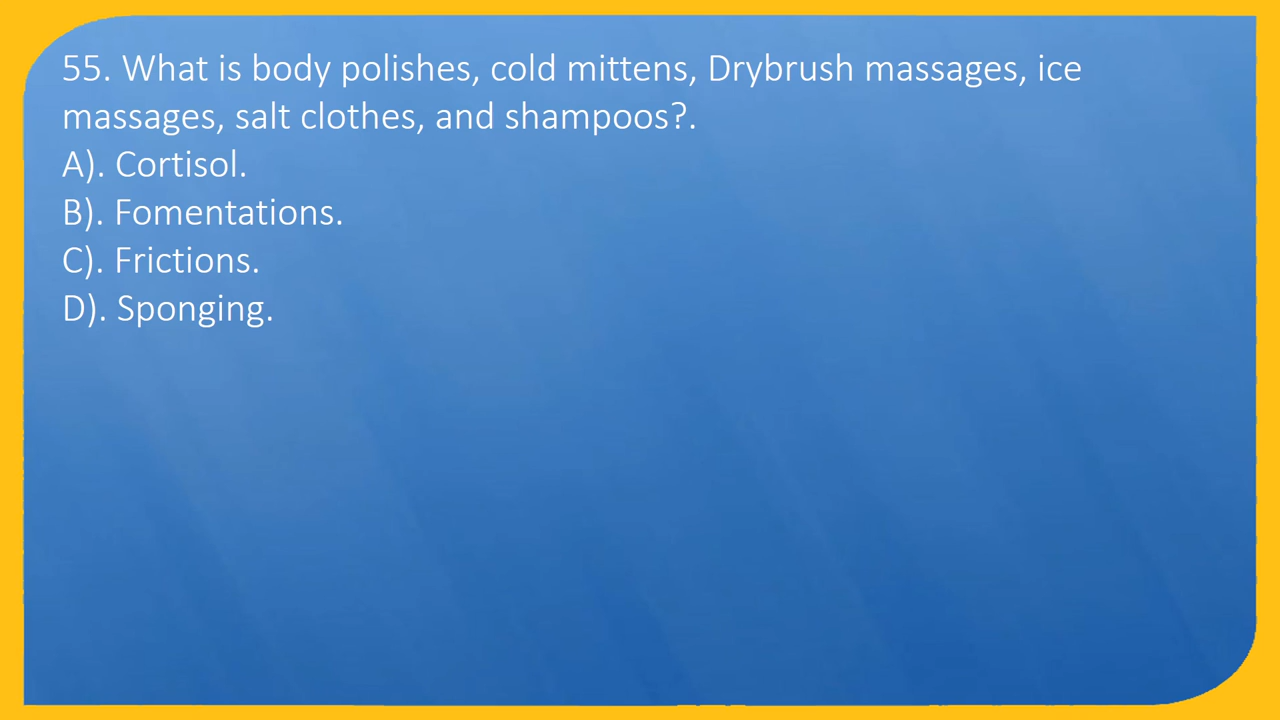 55. What is body polishes, cold mittens, Drybrush massages, ice
massages, salt clothes, and shampoos?.
A). Cortisol.
B). Fomentations.
C). Frictions.
D). Sponging.